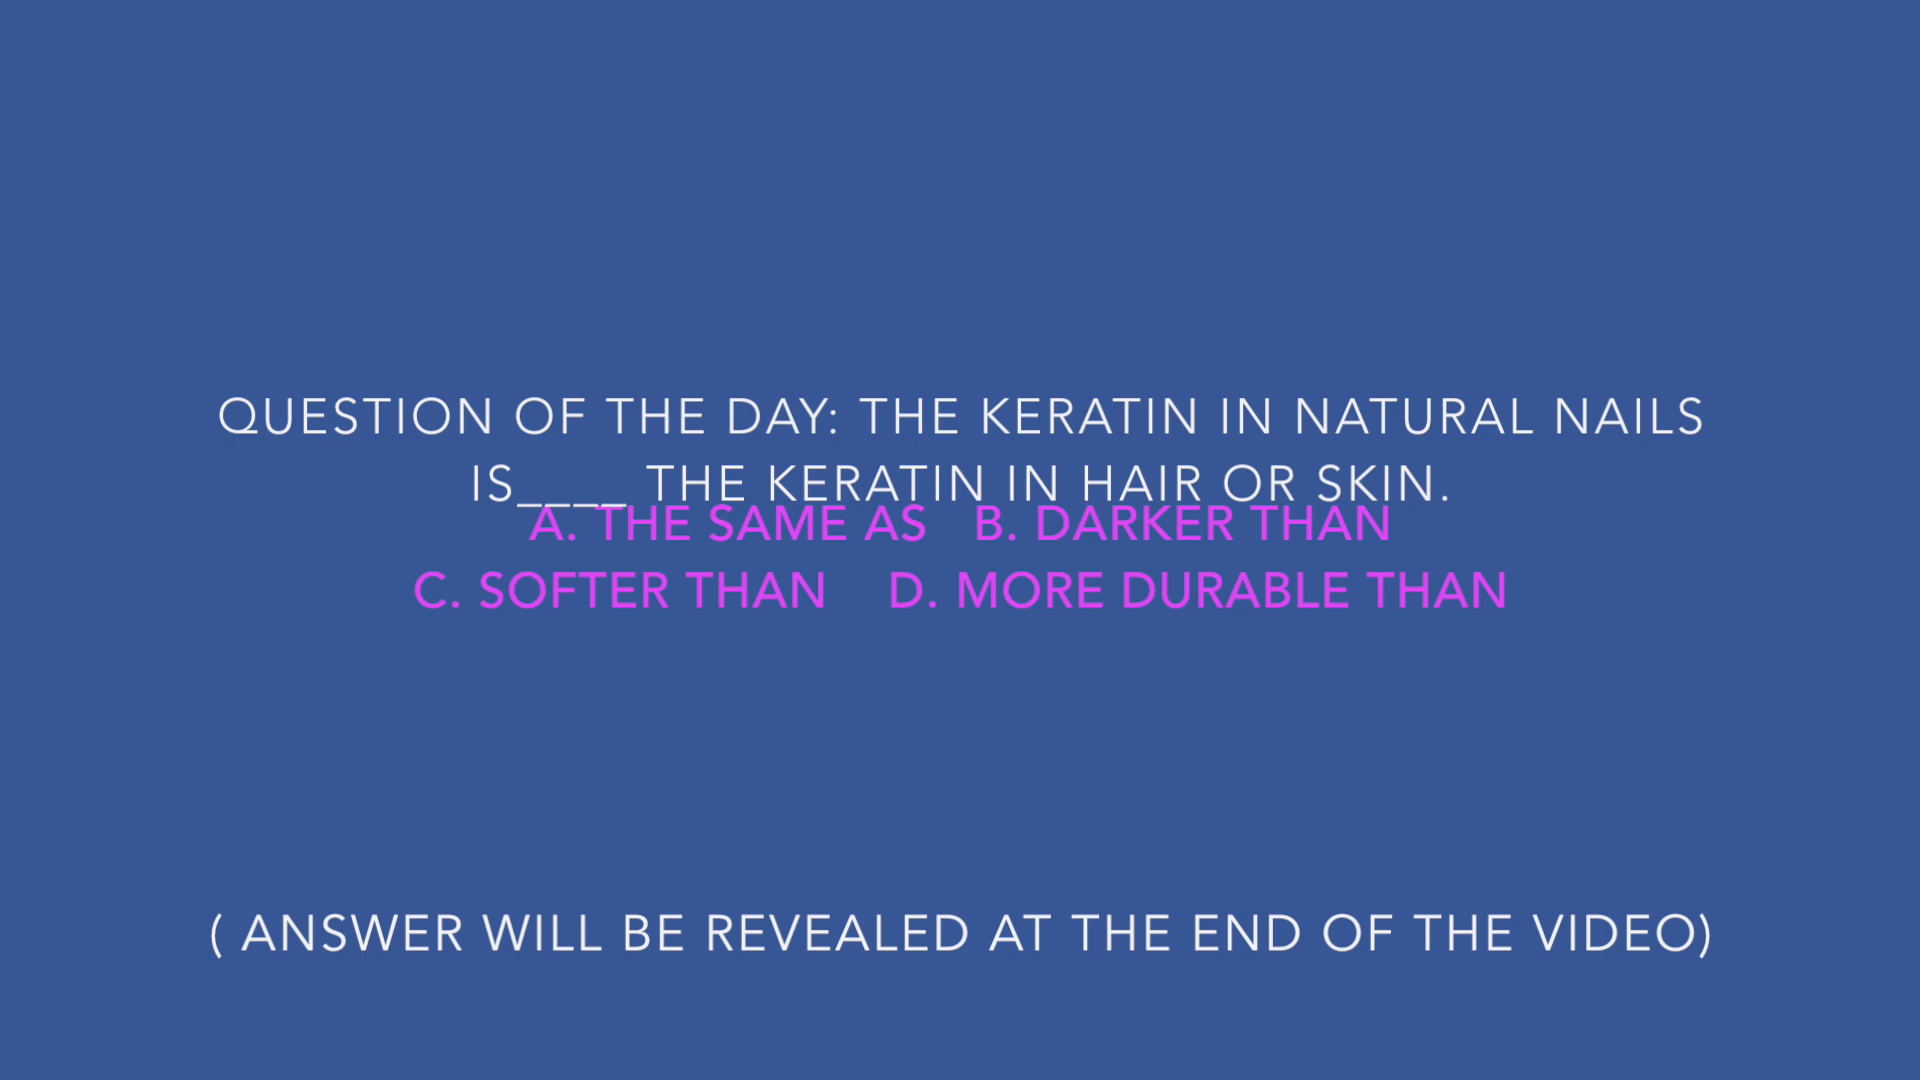 QUESTION OF THE DAY: THE KERATIN IN NATURAL NAILS
IS____ THE KERATIN IN HAIR OR SKIN.
A. THE SAME AS B. DARKER THAN
C. SOFTER THAN D. MORE DURABLE THAN
( ANSWER WILL BE REVEALED AT THE END OF THE VIDEO)